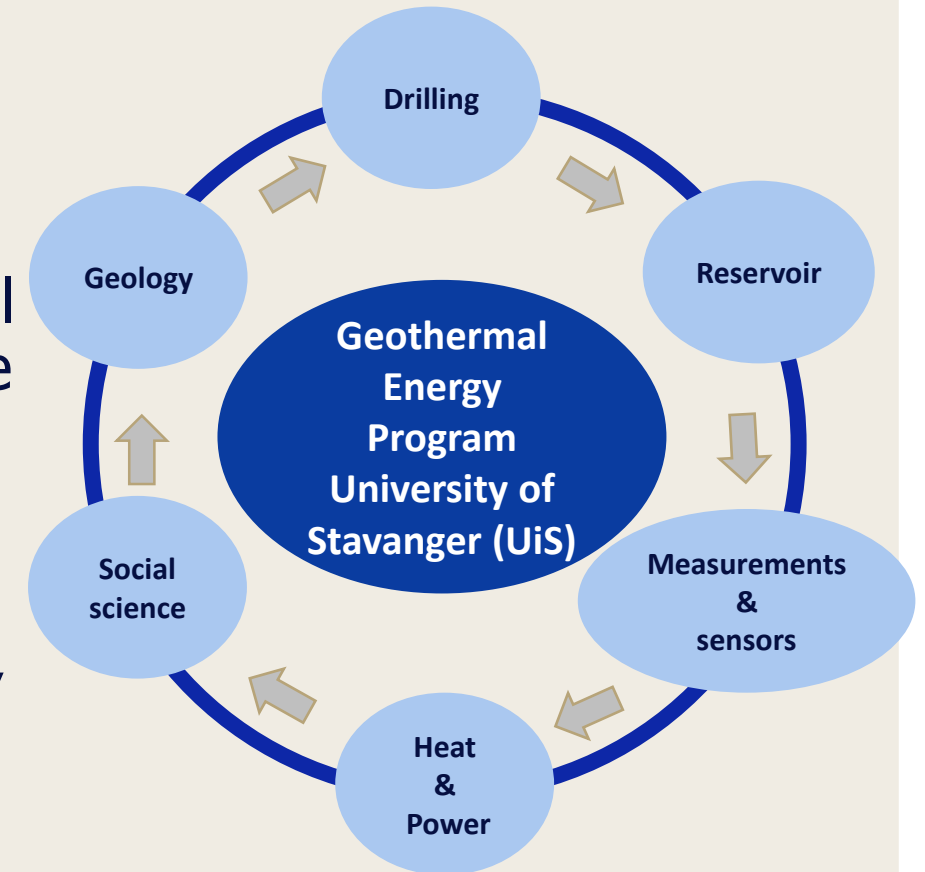 Drilling
Geology
Reservoir
Geothermal
Energy
Program
University of
Stavanger (UiS)
Social
science
Measurements
&
sensors
Heat
&
Power